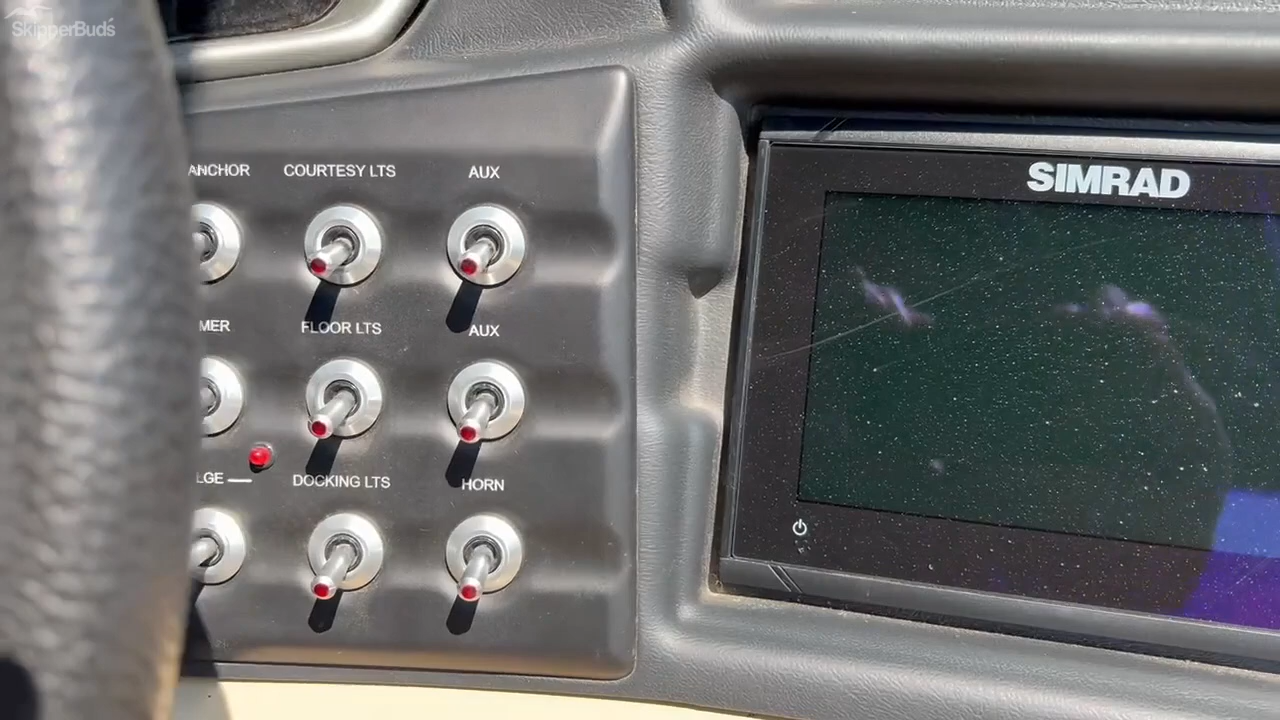 SkipperBuds
ANCHOR COURTESY LTS AUX
SIMRAD
MER FLOOR LTS AUX
LGE — DOCKING LTS HORN